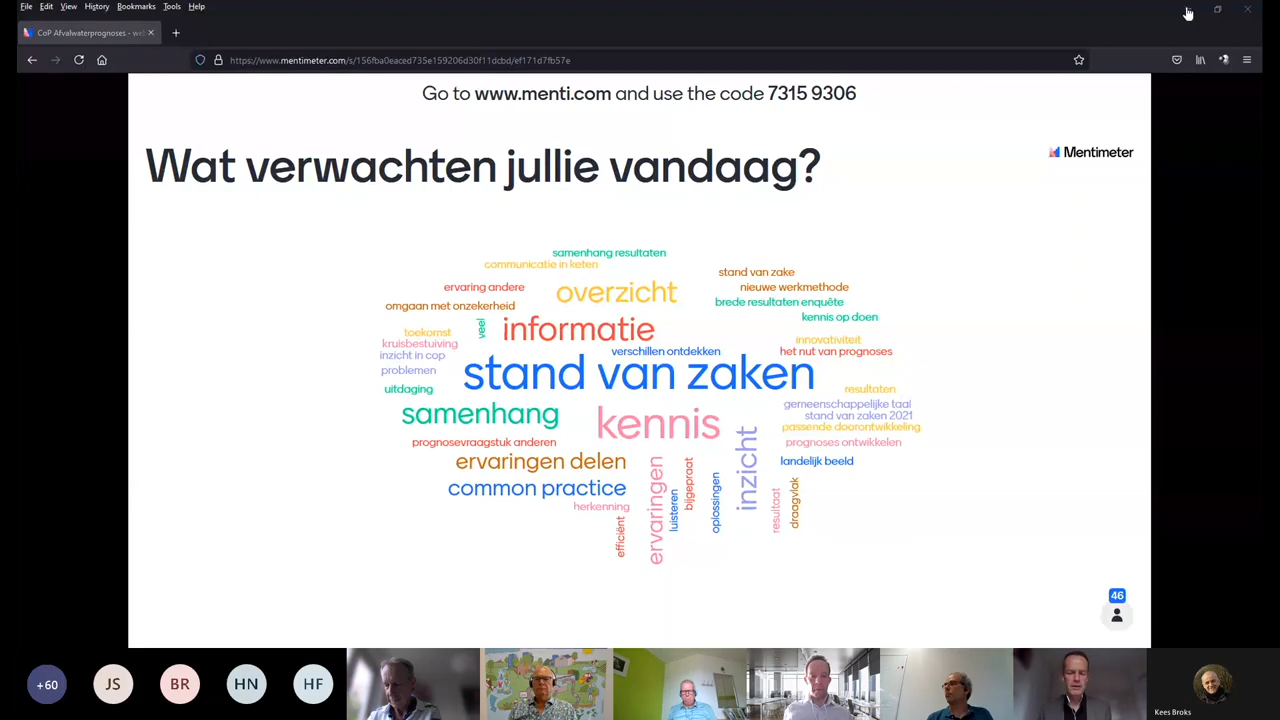 File Edit View History Bookmarks Tools Help
CoP Afvalwaterprognoses - wel
https://www.mentimeter.com/s/156fba0eaced735e159206d30f11dcbd/ef171d7fb57e
Go to www.menti.com and use the code 7315 9306
Wat verwachten jullie vandaag?
Mentimeter
samenhang resultaten
communicatie in keten
stand van zake
ervaring andere
overzicht
nieuwe werkmethode
omgaan met onzekerheid
brede resultaten enquête
kennis op doen
veel
informatie
toekomst
kruisbestuiving
innovativiteit
inzicht in cop
verschillen ontdekken
het nut van prognoses
problemen
stand van zaken
uitdaging
resultaten
samenhang
kennis
gemeenschappelijke taal
stand van zaken 2021
passende doorontwikkeling
prognosevraagstuk anderen
inzicht
prognoses ontwikkelen
ervaringen delen
landelijk beeld
common practice
ervaringen
luisteren
bijgepraat
oplossingen
resultaat
draagvlak
herkenning
efficiënt
46
+60
JS
BR
HN
HF
Kees Broks